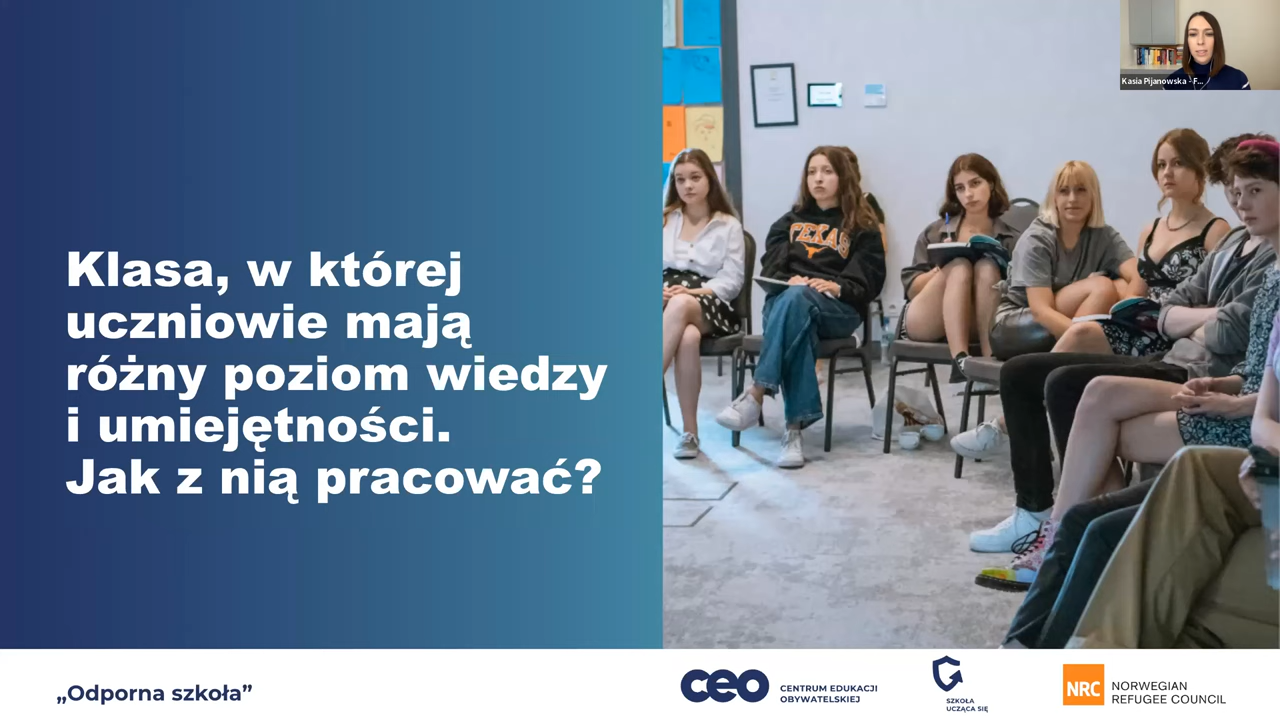 Kasia Pijanowska - F...
TEXAS
Klasa, w której
uczniowie mają
różny poziom wiedzy
i umiejętności.
Jak z nią pracować?
„Odporna szkoła”
ceo
CENTRUM EDUKACJI
OBYWATELSKIEJ
SZKOŁA
UCZĄCA SIĘ
NRC
NORWEGIAN
REFUGEE COUNCIL